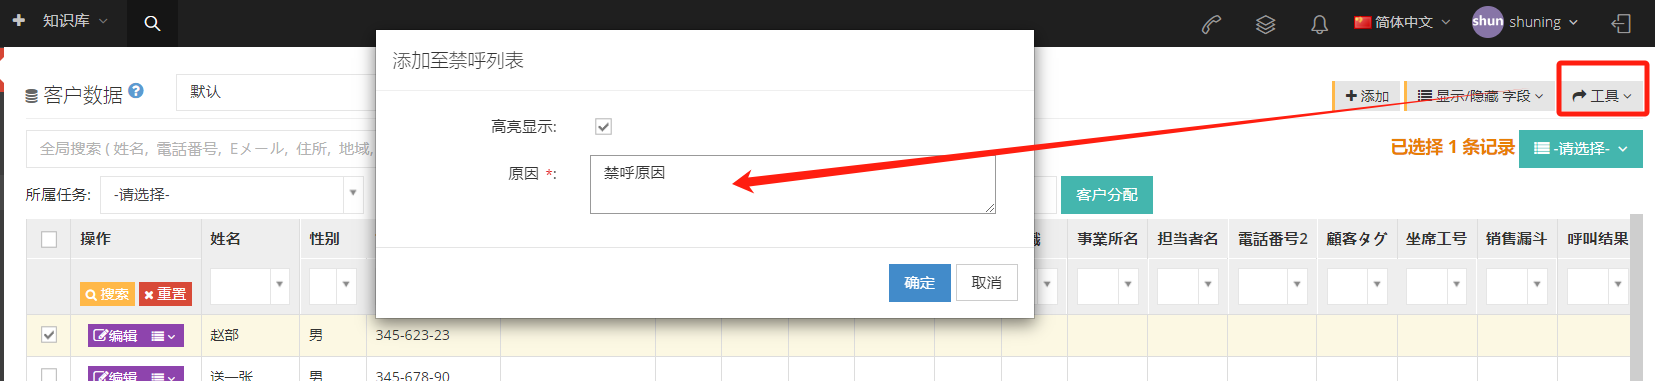 知识库
简体中文
shun shuning
添加至禁呼列表
客户数据
默认
添加
显示/隐藏 字段
工具
高亮显示:
全局搜索 ( 姓名, 電話番号, Eメール, 住所, 地域,
已选择 1 条记录
-请选择-
原因 *:
禁呼原因
所属任务:
-请选择-
客户分配
操作 姓名 性别 事業所名 担当者名 電話番号2 顧客タグ 坐席工号 销售漏斗 呼叫结果
搜索 重置
确定 取消
编辑 赵部 男 345-623-23
编辑 送一张 男 345-678-90